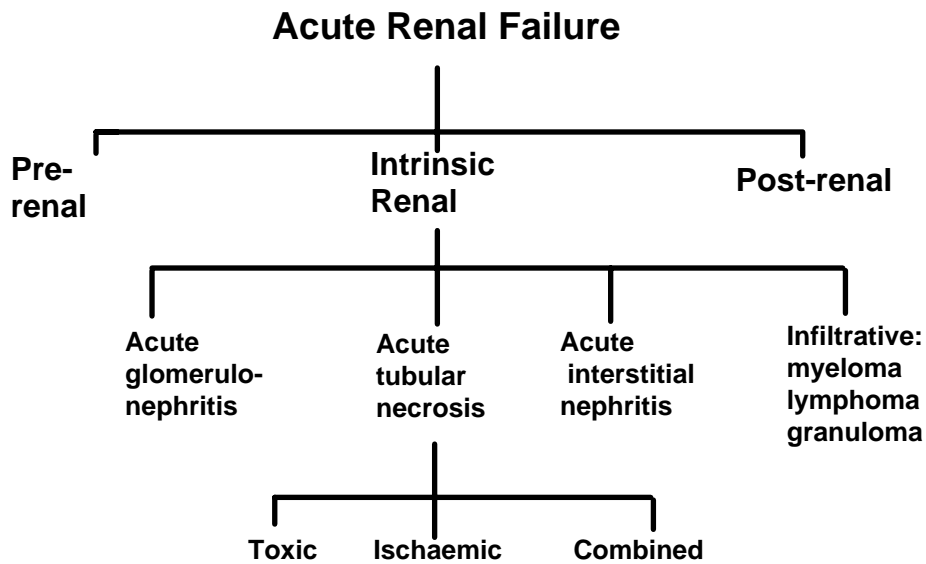 Acute Renal Failure
Pre-
renal
Intrinsic
Renal
Post-renal
Acute
glomerulo-
nephritis
Acute
tubular
necrosis
Acute
interstitial
nephritis
Infiltrative:
myeloma
lymphoma
granuloma
Toxic
Ischaemic
Combined